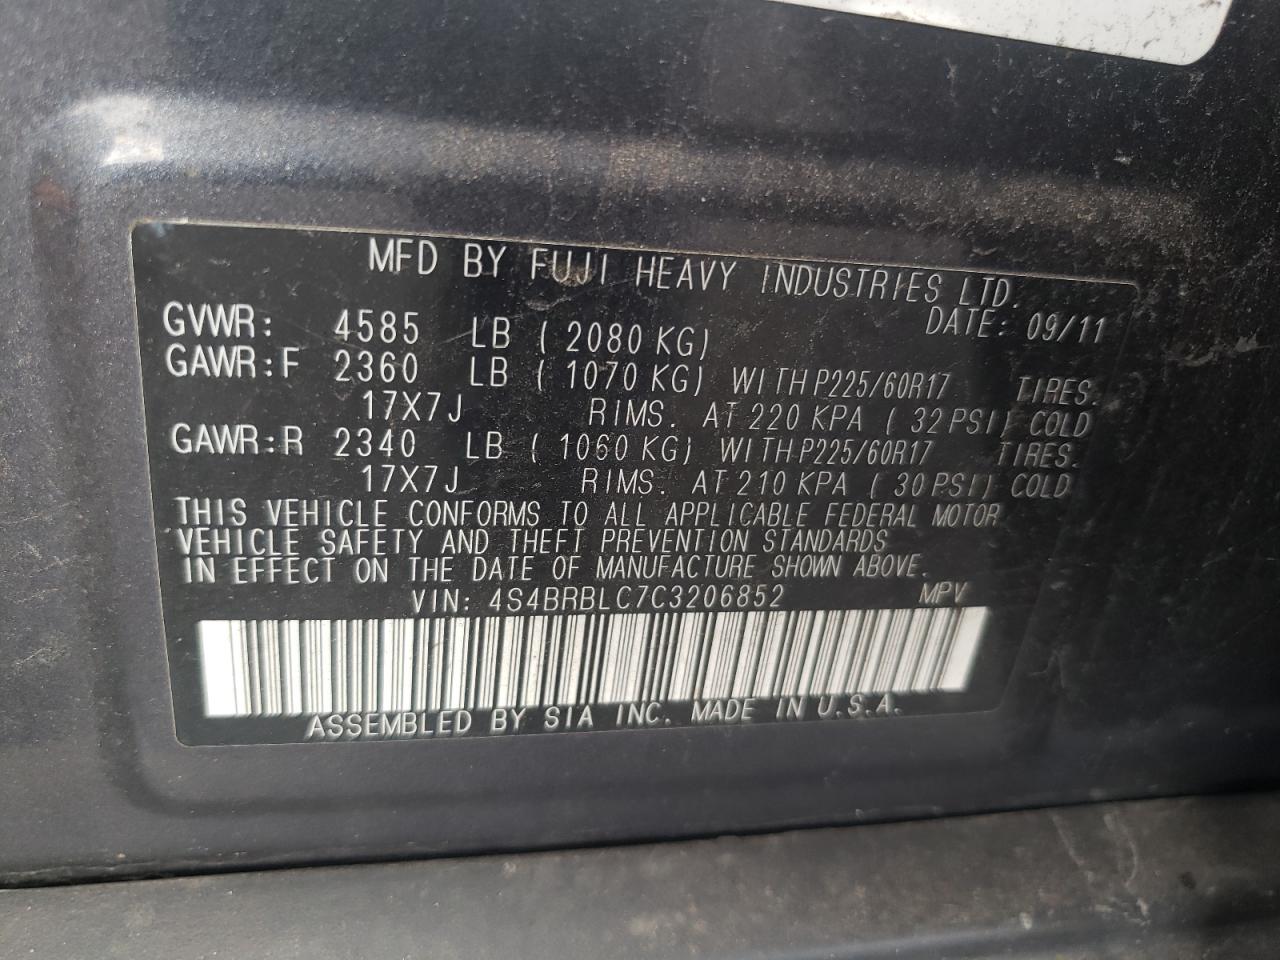 MFD BY FUJI HEAVY INDUSTRIES LTD.
DATE: 09/11
GVWR: 4585 LB ( 2080 KG)
GAWR:F 2360 LB ( 1070 KG) WITH P225/60R17 TIRES.
17X7J RIMS. AT 220 KPA ( 32 PSI) COLD
GAWR:R 2340 LB ( 1060 KG) WITH P225/60R17 TIRES.
17X7J RIMS. AT 210 KPA ( 30 PSI) COLD
THIS VEHICLE CONFORMS TO ALL APPLICABLE FEDERAL MOTOR
VEHICLE SAFETY AND THEFT PREVENTION STANDARDS
IN EFFECT ON THE DATE OF MANUFACTURE SHOWN ABOVE.
VIN: 4S4BRBLC7C3206852 MPV
ASSEMBLED BY SIA INC. MADE IN U.S.A.